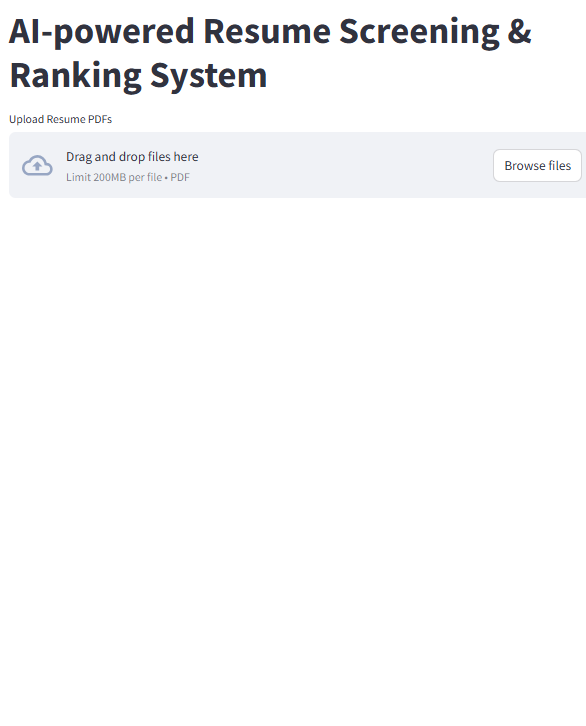 AI-powered Resume Screening &
Ranking System
Upload Resume PDFs
Drag and drop files here
Limit 200MB per file • PDF
Browse files